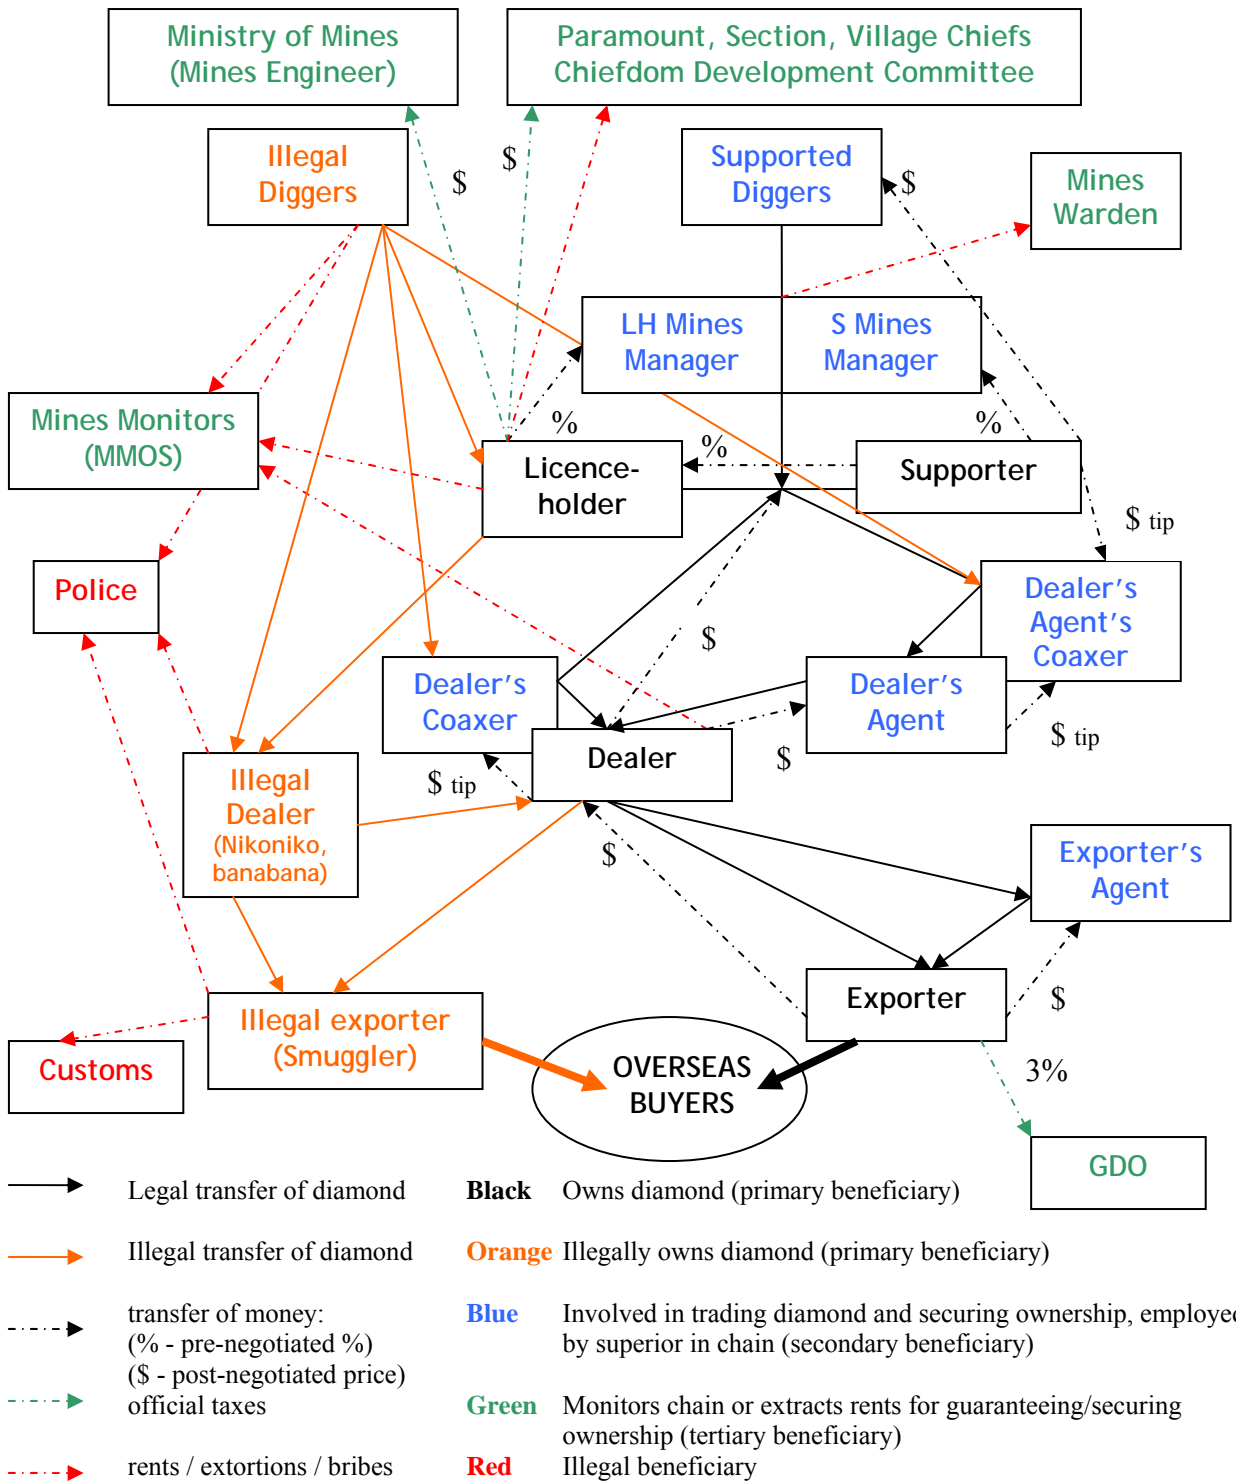 Ministry of Mines
(Mines Engineer)
Paramount, Section, Village Chiefs
Chiefdom Development Committee
Illegal
Diggers
$
$
Supported
Diggers
$
Mines
Warden
LH Mines
Manager
S Mines
Manager
Mines Monitors
(MMOS)
%
%
%
Licence-
holder
Supporter
$ tip
Police
Dealer's
Agent's
Coaxer
$
Dealer's
Coaxer
Dealer's
Agent
$ tip
Dealer
$
$ tip
Illegal
Dealer
(Nikoniko,
banabana)
$
Exporter's
Agent
Exporter
$
Illegal exporter
(Smuggler)
Customs
OVERSEAS
BUYERS
3%
GDO
Legal transfer of diamond
Black Owns diamond (primary beneficiary)
Illegal transfer of diamond
Orange Illegally owns diamond (primary beneficiary)
transfer of money:
(% - pre-negotiated %)
($ - post-negotiated price)
Blue Involved in trading diamond and securing ownership, employe
by superior in chain (secondary beneficiary)
official taxes
Green Monitors chain or extracts rents for guaranteeing/securing
ownership (tertiary beneficiary)
rents / extortions / bribes
Red Illegal beneficiary